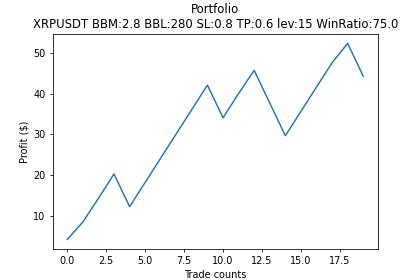 Portfolio
XRPUSDT BBM:2.8 BBL:280 SL:0.8 TP:0.6 lev:15 WinRatio:75.0
50
40
30
20
10
Profit ($)
0.0 2.5 5.0 7.5 10.0 12.5 15.0 17.5
Trade counts